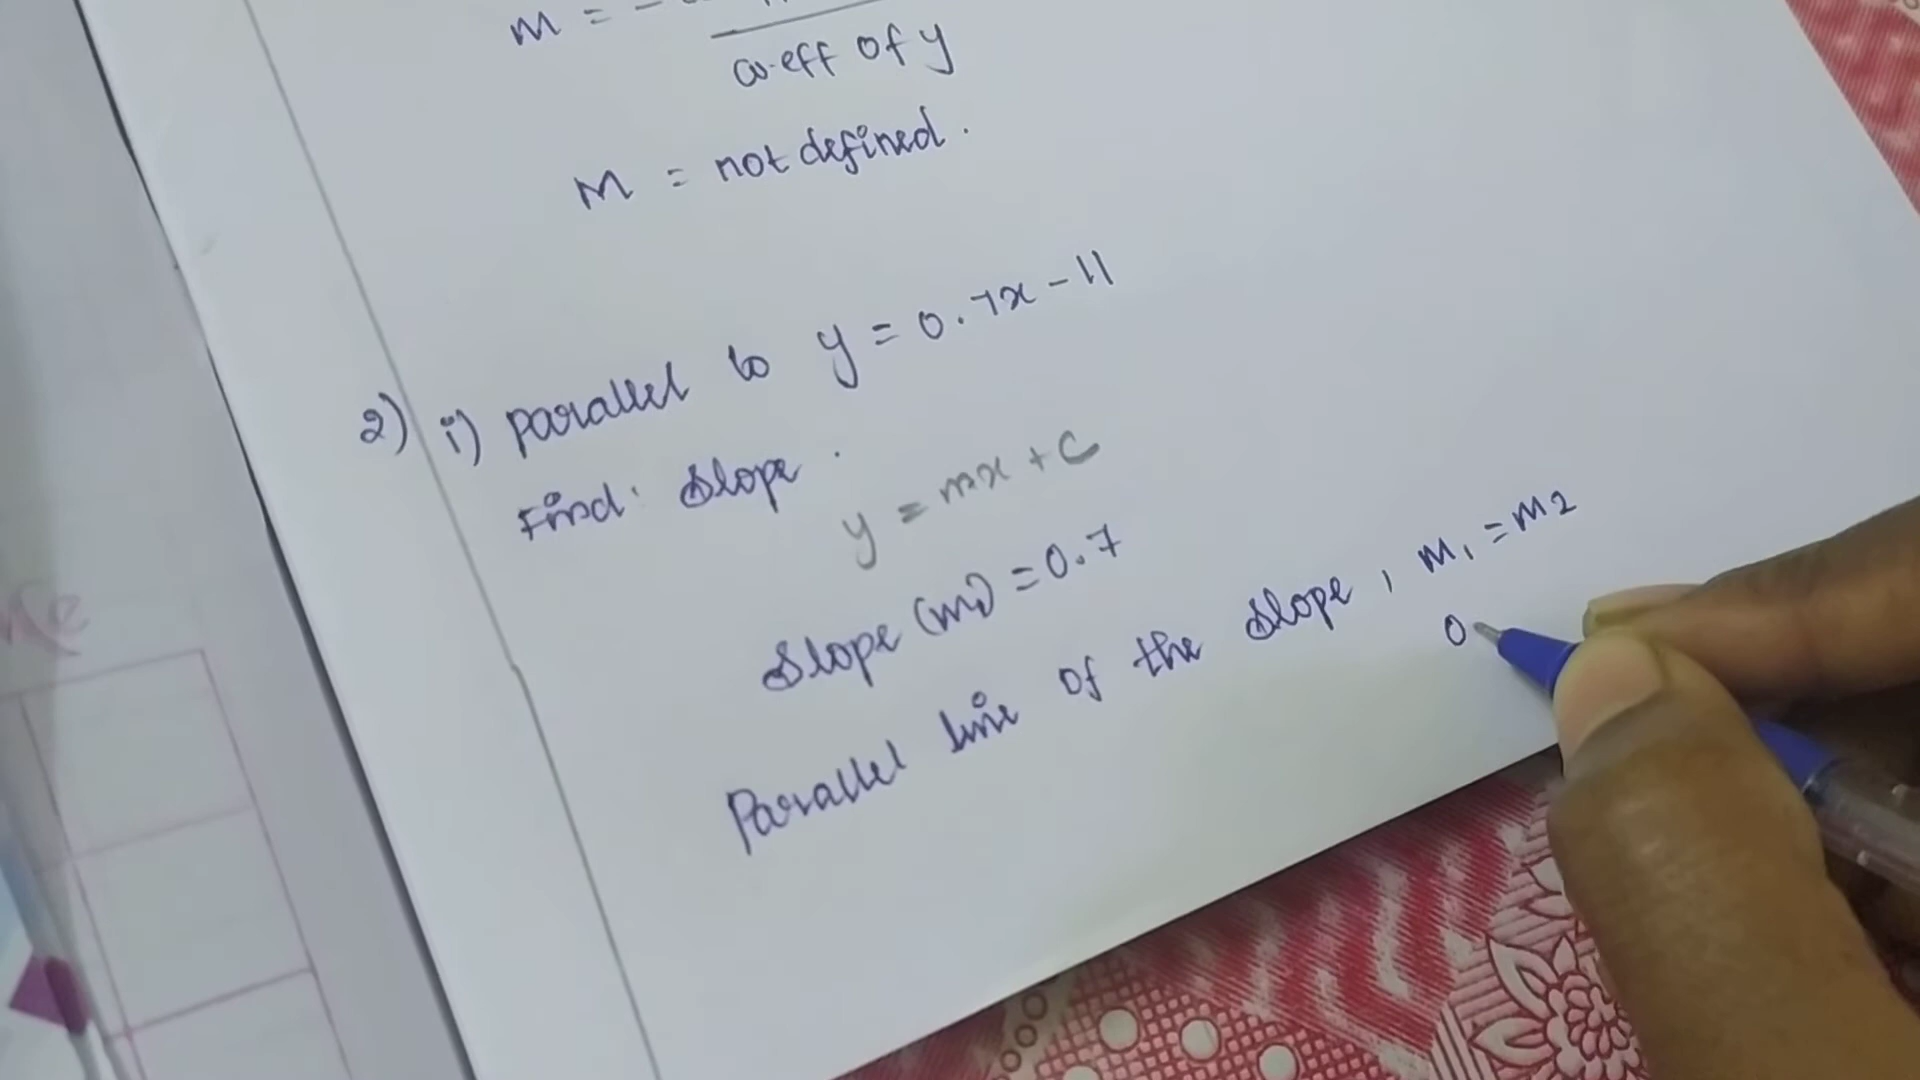 m = -
co-eff of y
m = not defined.
2) i) parallel to y = 0.7x - 11
Find: Slope.
y = mx + c
Slope (m₁) = 0.7
Parallel line of the slope, m₁ = m₂
0